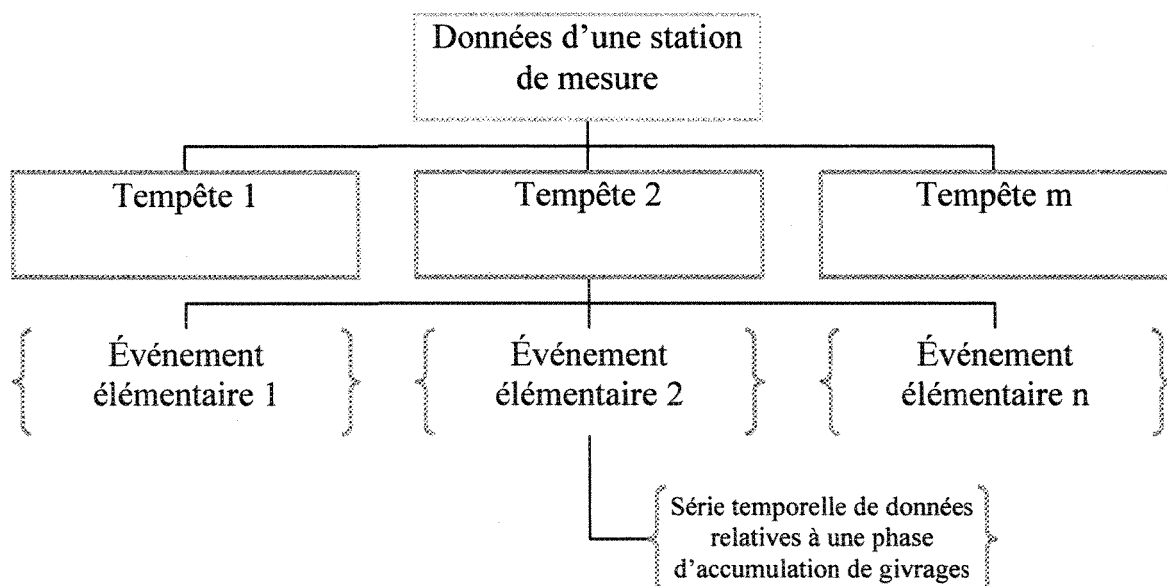 Données d'une station
de mesure
Tempête 1
Tempête 2
Tempête m
Événement
élémentaire 1
Événement
élémentaire 2
Événement
élémentaire n
Série temporelle de données
relatives à une phase
d'accumulation de givrages